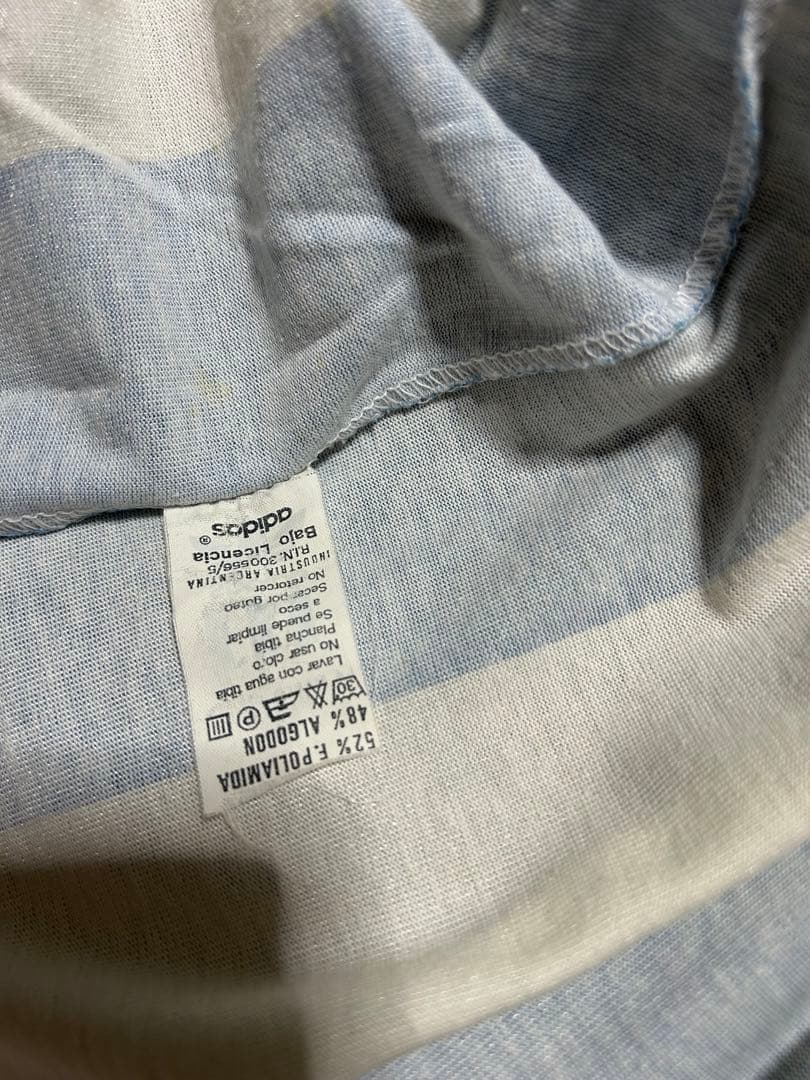 52% F.POLIAMIDA
48% ALGODON
30 P
Lavar con agua tibia
No usar cloro
Plancha tibia
Se puede limpiar
a seco
Secar por goteo
No retorcer
INDUSTRIA ARGENTINA
R.I.N. 300556/5
Bajo Licencia
adidas ®